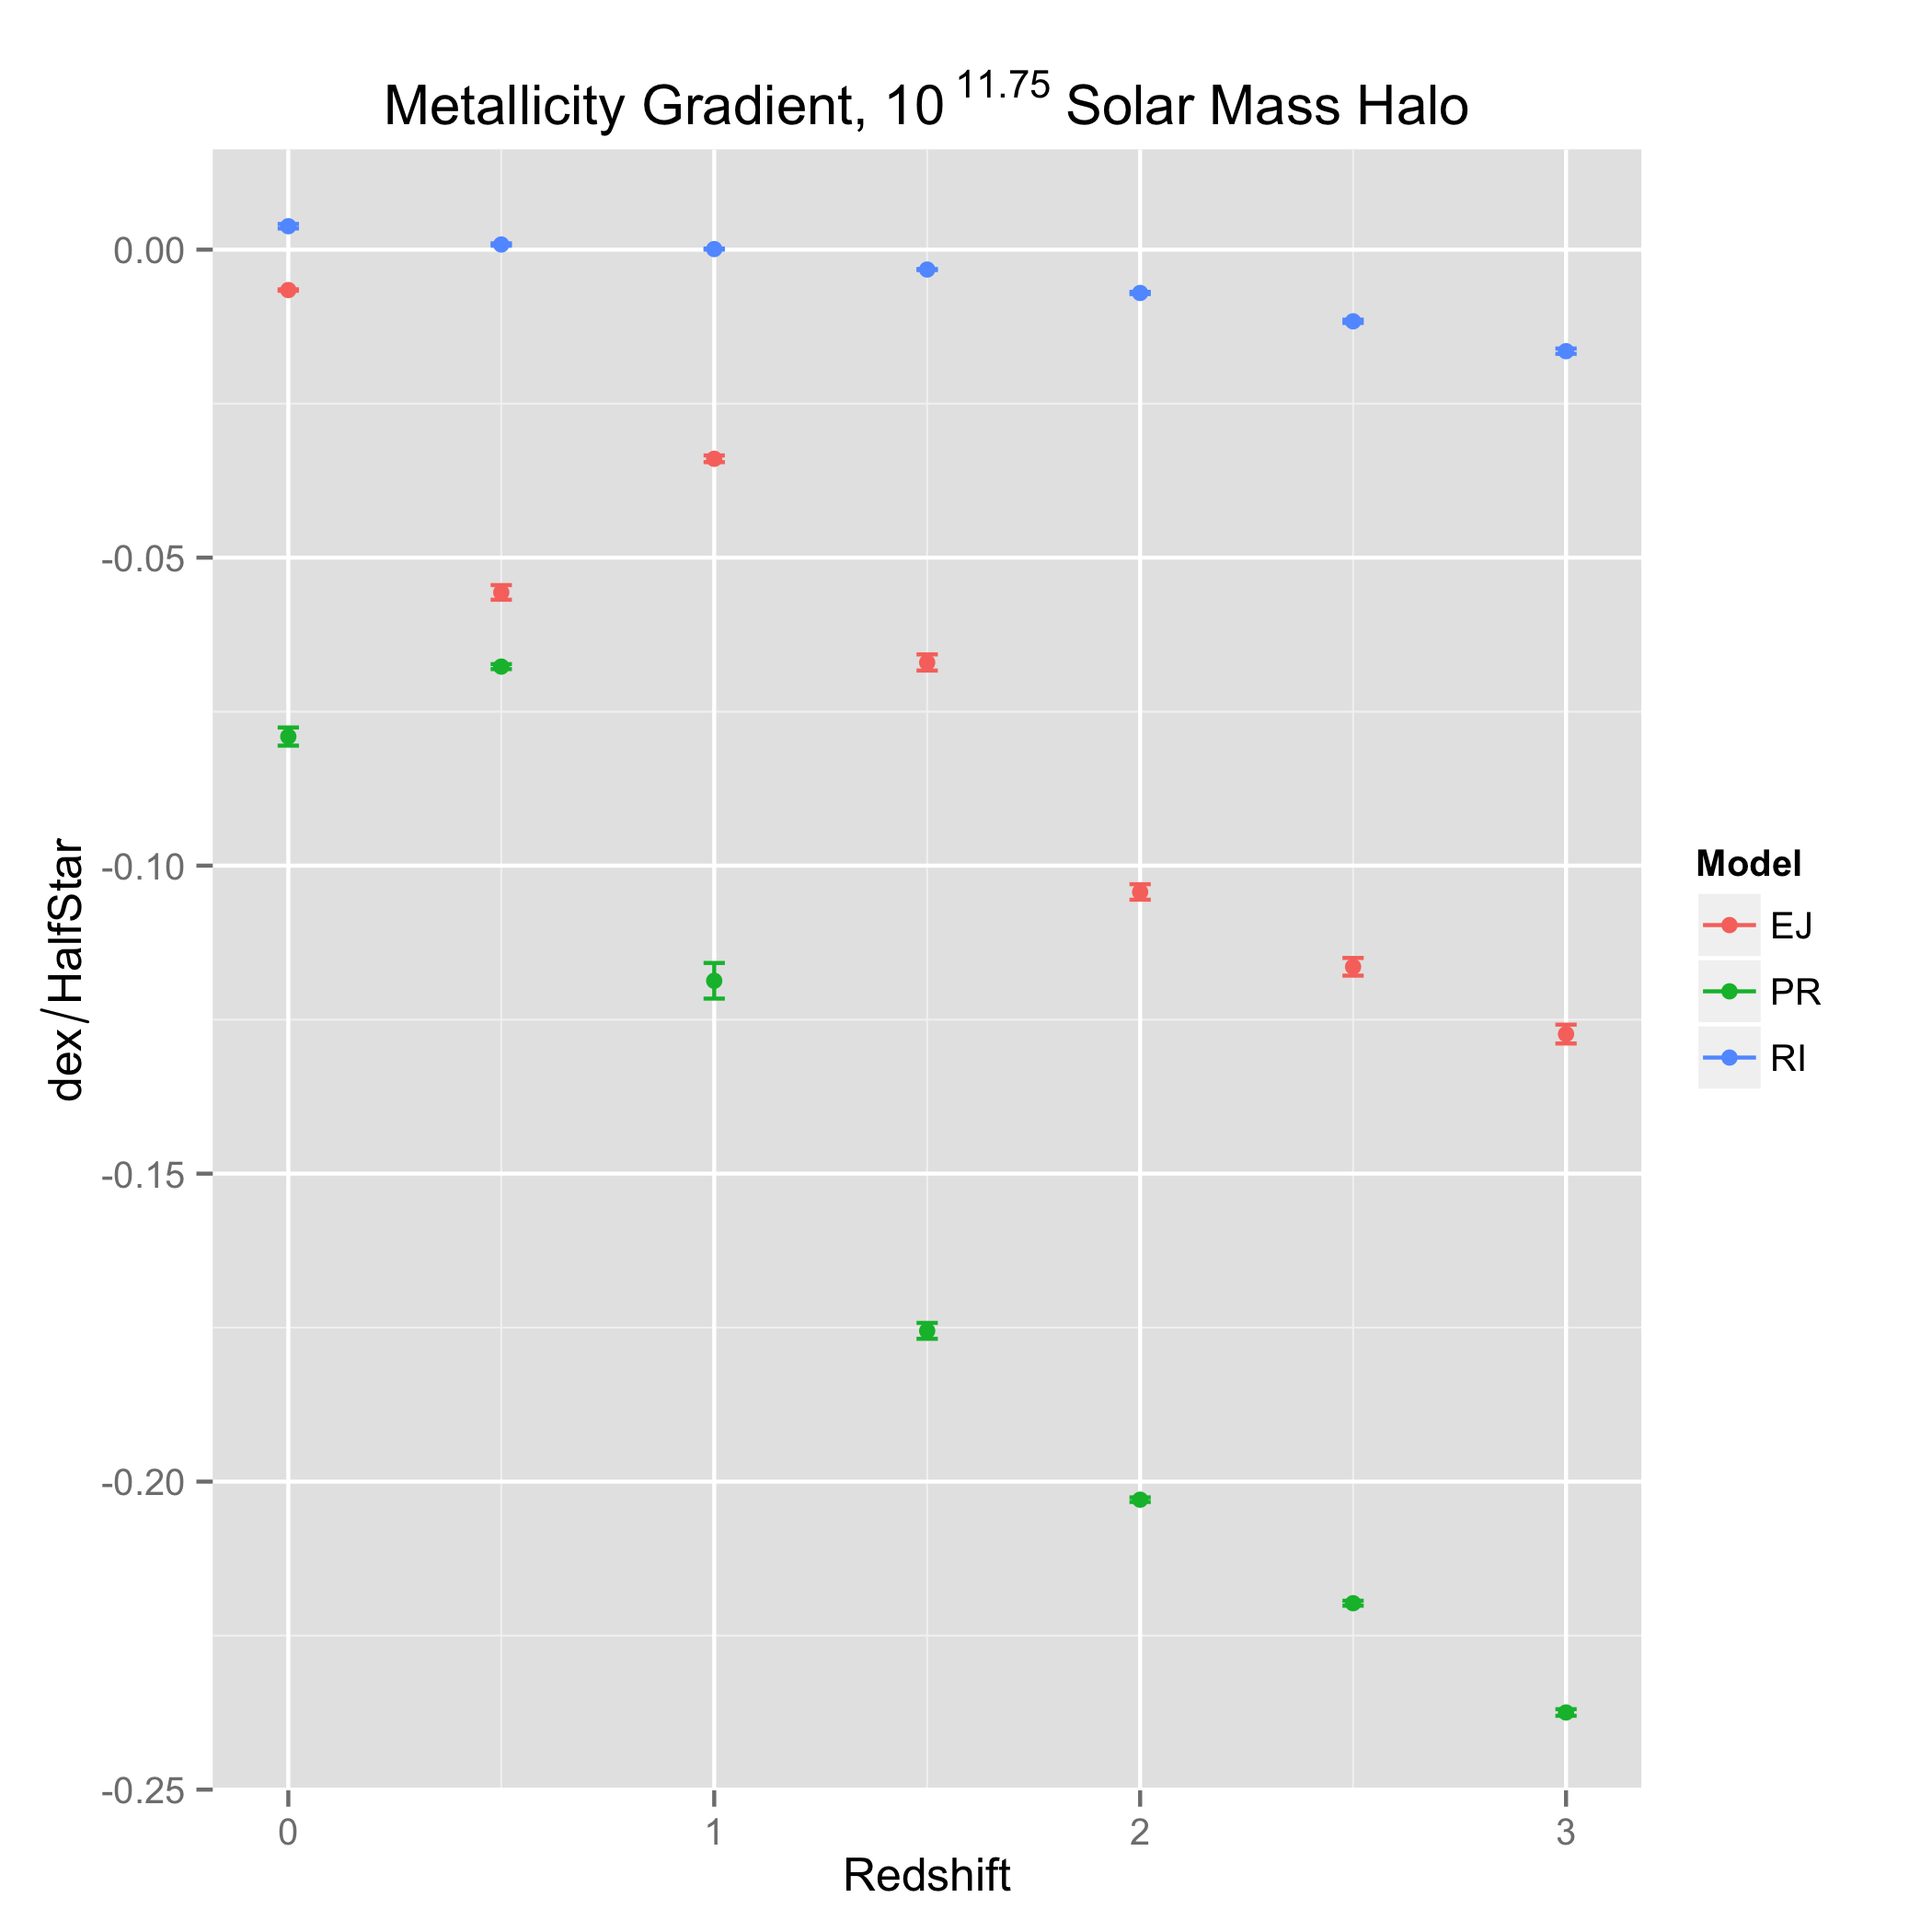 Metallicity Gradient, 10^11.75 Solar Mass Halo
0.00
-0.05
-0.10
-0.15
-0.20
-0.25
dex/HalfStar
0 1 2 3
Redshift
Model
EJ
PR
RI